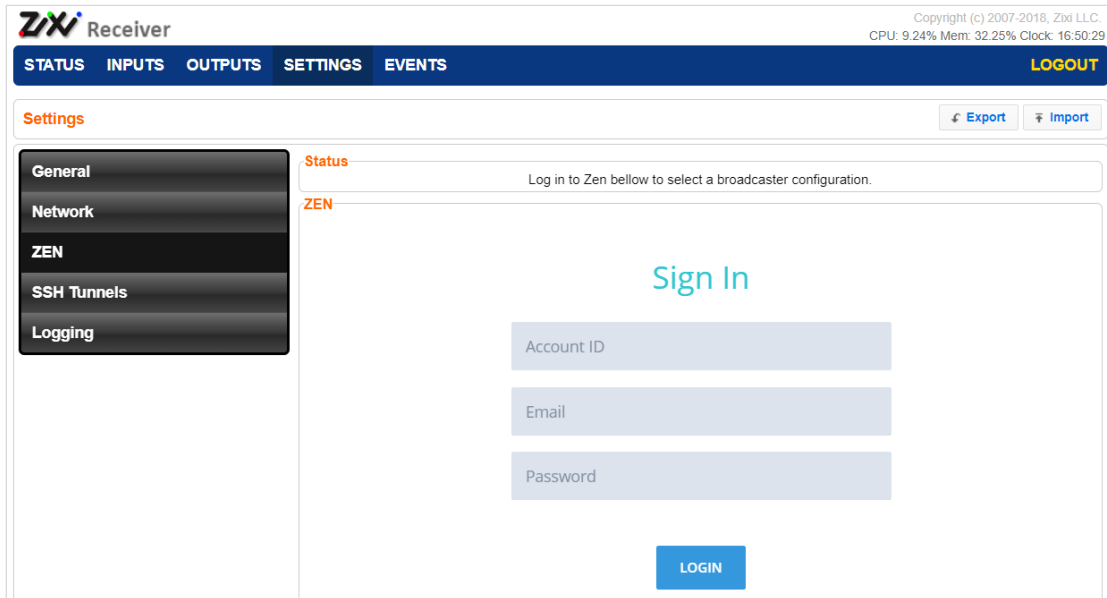 ZiXi Receiver
Copyright (c) 2007-2018, Zixi LLC.
CPU: 9.24% Mem: 32.25% Clock: 16:50:29
STATUS INPUTS OUTPUTS SETTINGS EVENTS LOGOUT
Settings Export Import
General
Network
ZEN
SSH Tunnels
Logging
Status
Log in to Zen bellow to select a broadcaster configuration.
ZEN
Sign In
Account ID
Email
Password
LOGIN